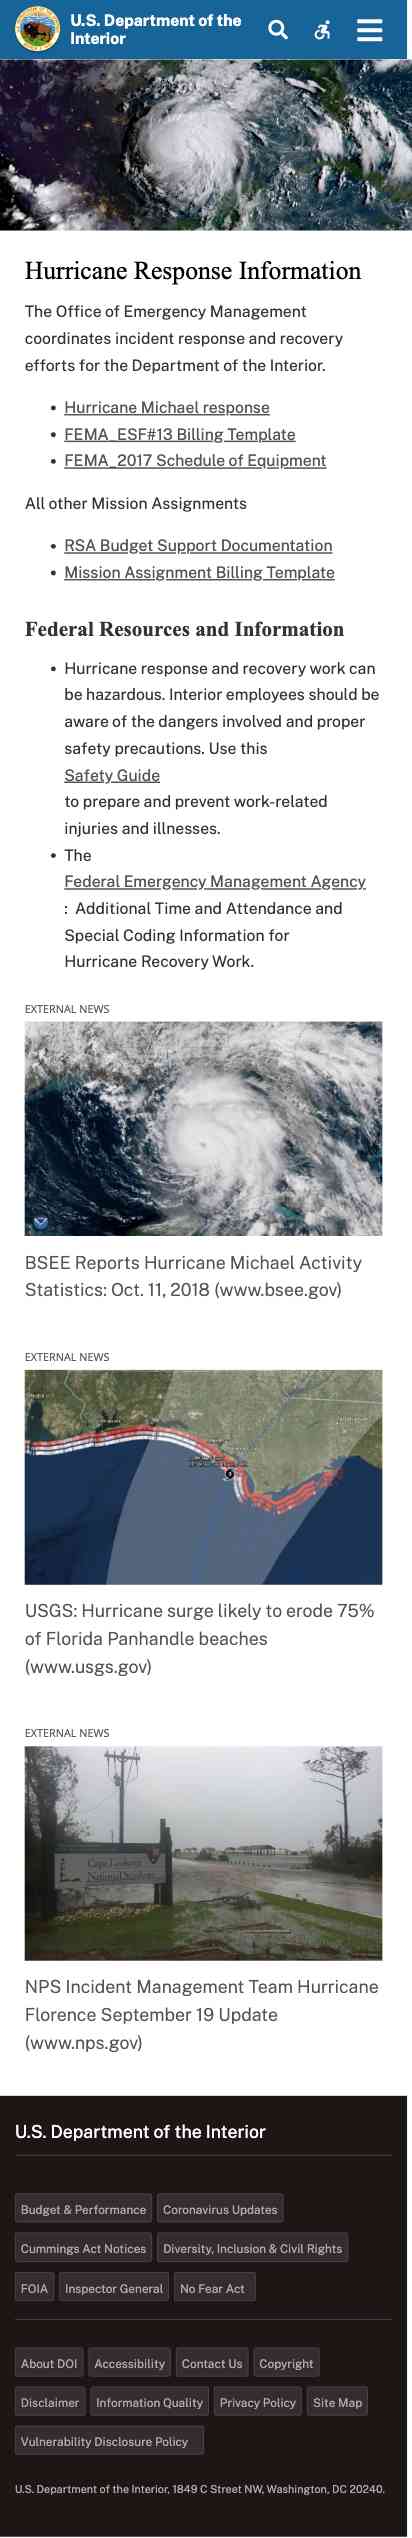 U.S. Department of the
Interior
Hurricane Response Information
The Office of Emergency Management
coordinates incident response and recovery
efforts for the Department of the Interior.
• Hurricane Michael response
• FEMA_ESF#13 Billing Template
• FEMA_2017 Schedule of Equipment
All other Mission Assignments
• RSA Budget Support Documentation
• Mission Assignment Billing Template
Federal Resources and Information
• Hurricane response and recovery work can
be hazardous. Interior employees should be
aware of the dangers involved and proper
safety precautions. Use this
Safety Guide
to prepare and prevent work-related
injuries and illnesses.
• The
Federal Emergency Management Agency
: Additional Time and Attendance and
Special Coding Information for
Hurricane Recovery Work.
EXTERNAL NEWS
BSEE Reports Hurricane Michael Activity
Statistics: Oct. 11, 2018 (www.bsee.gov)
EXTERNAL NEWS
USGS: Hurricane surge likely to erode 75%
of Florida Panhandle beaches
(www.usgs.gov)
EXTERNAL NEWS
Cape Lookout
National Seashore
NPS Incident Management Team Hurricane
Florence September 19 Update
(www.nps.gov)
U.S. Department of the Interior
Budget & Performance Coronavirus Updates
Cummings Act Notices Diversity, Inclusion & Civil Rights
FOIA Inspector General No Fear Act
About DOI Accessibility Contact Us Copyright
Disclaimer Information Quality Privacy Policy Site Map
Vulnerability Disclosure Policy
U.S. Department of the Interior, 1849 C Street NW, Washington, DC 20240.